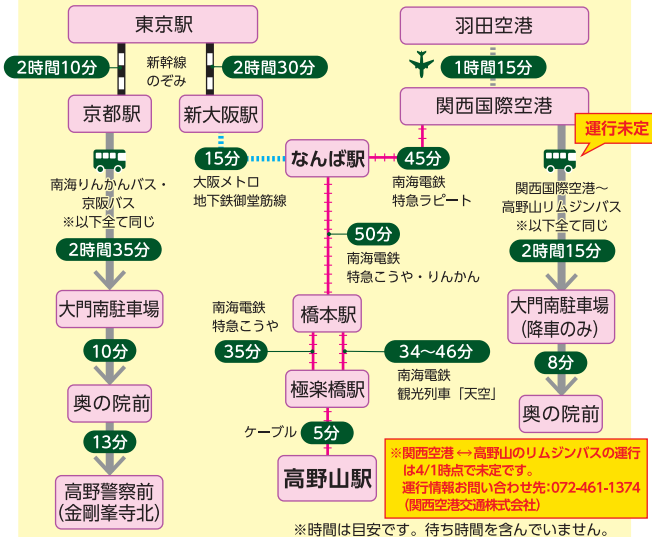 東京駅
羽田空港
2時間10分
新幹線
のぞみ
2時間30分
1時間15分
京都駅
新大阪駅
関西国際空港
運行未定
15分
大阪メトロ
地下鉄御堂筋線
なんば駅
45分
南海電鉄
特急ラピート
南海りんかんバス・
京阪バス
※以下全て同じ
関西国際空港～
高野山リムジンバス
※以下全て同じ
2時間35分
50分
南海電鉄
特急こうや・りんかん
2時間15分
大門南駐車場
橋本駅
大門南駐車場
(降車のみ)
南海電鉄
特急こうや
10分
35分
34～46分
南海電鉄
観光列車「天空」
8分
奥の院前
極楽橋駅
奥の院前
13分
ケーブル
5分
高野警察前
(金剛峯寺北)
高野山駅
※関西空港↔高野山のリムジンバスの運行
は4/1時点で未定です。
運行情報お問い合わせ先：072-461-1374
(関西空港交通株式会社)
※時間は目安です。待ち時間を含んでいません。